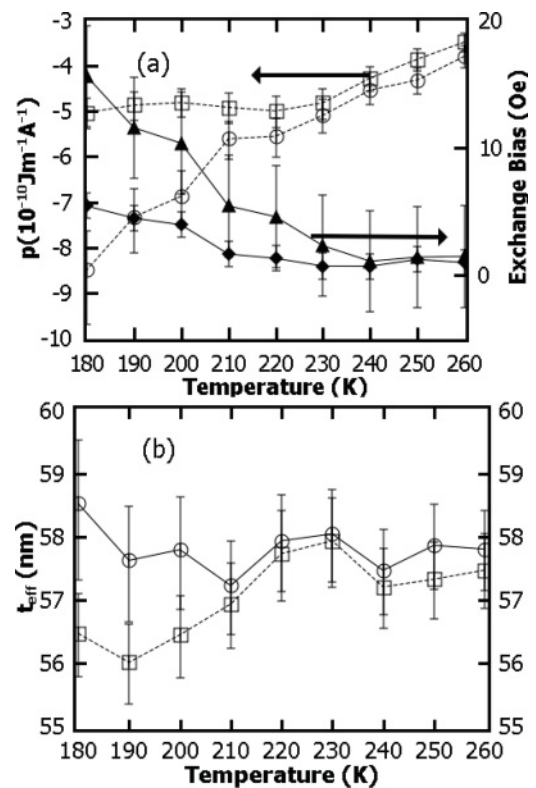 (a)
-3
-4
-5
-6
-7
-8
-9
-10
p(10⁻¹⁰Jm⁻¹A⁻¹)
20
10
0
Exchange Bias (Oe)
180 190 200 210 220 230 240 250 260
Temperature (K)
(b)
60
59
58
57
56
55
t_eff (nm)
60
59
58
57
56
55
180 190 200 210 220 230 240 250 260
Temperature (K)